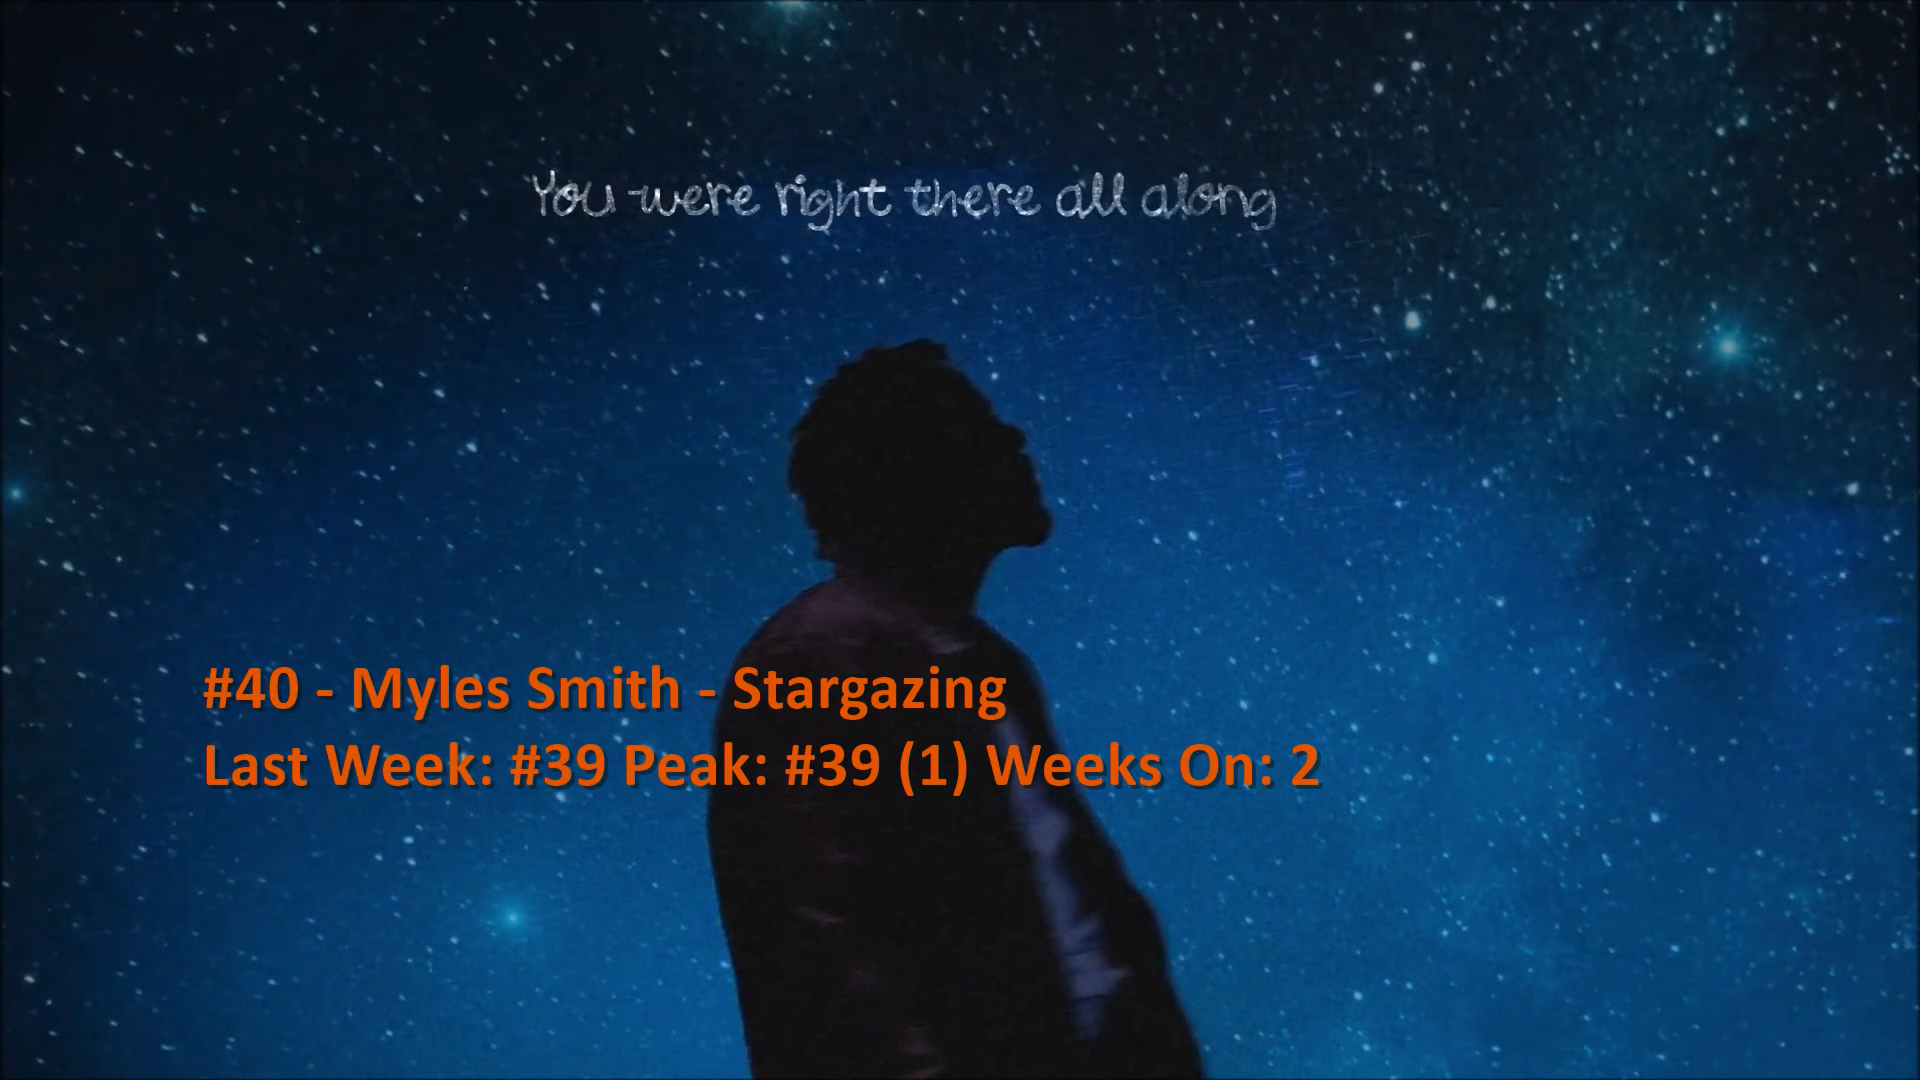 You were right there all along
#40 - Myles Smith - Stargazing
Last Week: #39 Peak: #39 (1) Weeks On: 2